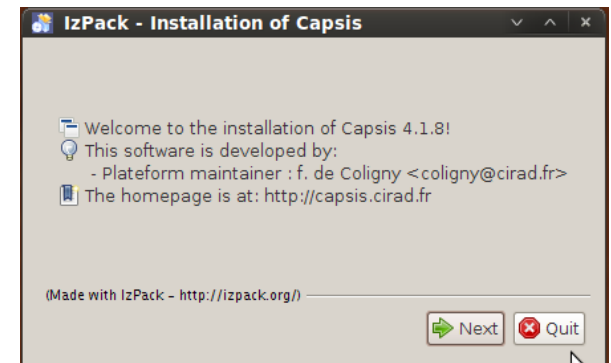 IzPack - Installation of Capsis
Welcome to the installation of Capsis 4.1.8!
This software is developed by:
- Plateform maintainer : f. de Coligny <coligny@cirad.fr>
The homepage is at: http://capsis.cirad.fr
(Made with IzPack - http://izpack.org/)
Next Quit